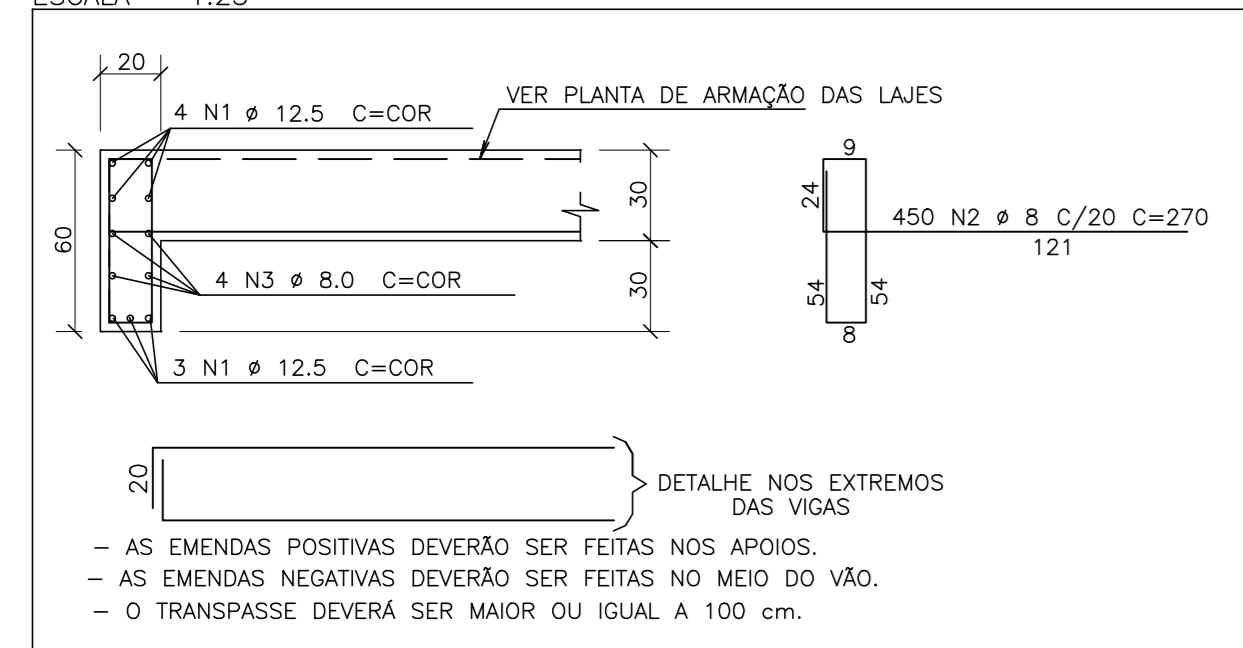 ESCALA 1:25
20
4 N1 ø 12.5 C=COR
VER PLANTA DE ARMAÇÃO DAS LAJES
60
30
30
4 N3 ø 8.0 C=COR
3 N1 ø 12.5 C=COR
9
24
450 N2 ø 8 C/20 C=270
121
54
54
8
20
DETALHE NOS EXTREMOS
DAS VIGAS
– AS EMENDAS POSITIVAS DEVERÃO SER FEITAS NOS APOIOS.
– AS EMENDAS NEGATIVAS DEVERÃO SER FEITAS NO MEIO DO VÃO.
– O TRANSPASSE DEVERÁ SER MAIOR OU IGUAL A 100 cm.